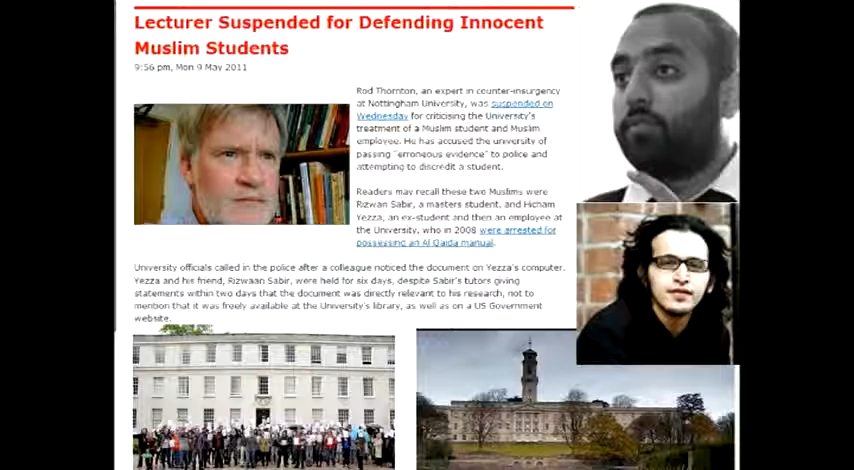 Lecturer Suspended for Defending Innocent
Muslim Students
9:56 pm, Mon 9 May 2011
Rod Thornton, an expert in counter-insurgency
at Nottingham University, was suspended on
Wednesday for criticising the University's
treatment of a Muslim student and Muslim
employee. He has accused the university of
passing "erroneous evidence" to police and
attempting to discredit a student.
Readers may recall these two Muslims were
Rizwan Sabir, a masters student, and Hicham
Yezza, an ex-student and then an employee at
the University, who in 2008 were arrested for
possessing an Al Qaida manual.
University officials called in the police after a colleague noticed the document on Yezza's computer.
Yezza and his friend, Rizwaan Sabir, were held for six days, despite Sabir's tutors giving
statements within two days that the document was directly relevant to his research, not to
mention that it was freely available at the University's library, as well as on a US Government
website.